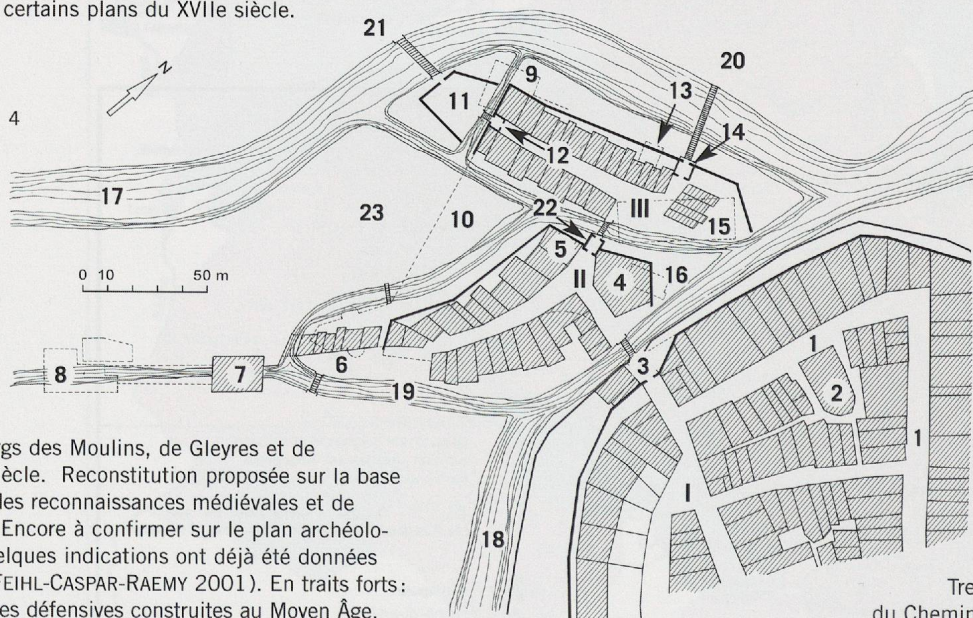 certains plans du XVIIe siècle.
21
20
N
9
13
11
4
14
12
17
22
III
23
10
15
5
II
4
16
0 10 50 m
6
3
1
8
7
19
2
1
rgs des Moulins, de Gleyres et de
iècle. Reconstitution proposée sur la base
les reconnaissances médiévales et de
Encore à confirmer sur le plan archéolo-
elques indications ont déjà été données
FEIHL-CASPAR-RAEMY 2001). En traits forts:
es défensives construites au Moyen Âge.
I
18
Tre
du Chemin